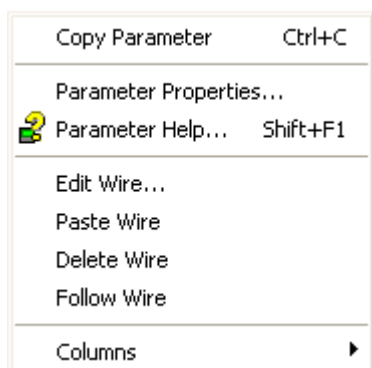 Copy Parameter Ctrl+C
Parameter Properties...
Parameter Help... Shift+F1
Edit Wire...
Paste Wire
Delete Wire
Follow Wire
Columns